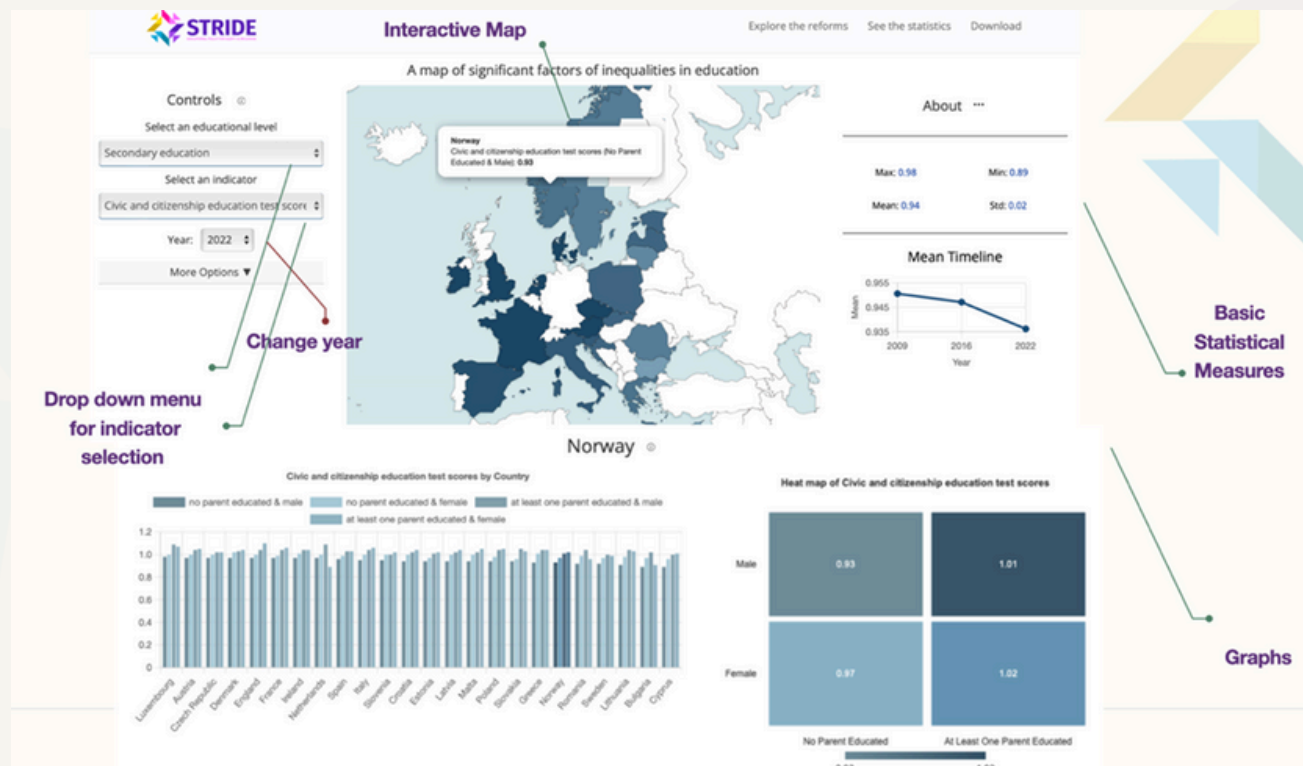 STRIDE
Interactive Map
Explore the reforms
See the statistics
Download
A map of significant factors of inequalities in education
Controls
Select an educational level
Secondary education
Select an indicator
Civic and citizenship education test score
Year: 2022
More Options ▼
Norway
Civic and citizenship education test scores (No Parent
Educated & Male): 0.93
About ...
Max: 0.98
Min: 0.89
Mean: 0.94
Std: 0.02
Mean Timeline
0.955
0.945
0.935
Mean
2009
2016
2022
Year
Change year
Drop down menu
for indicator
selection
Basic
Statistical
Measures
Norway
Civic and citizenship education test scores by Country
no parent educated & male
no parent educated & female
at least one parent educated & male
at least one parent educated & female
1.2
1.0
0.8
0.6
0.4
0.2
0
Luxembourg
Austria
Czech Republic
Denmark
England
France
Ireland
Netherlands
Spain
Italy
Slovenia
Croatia
Estonia
Latvia
Malta
Poland
Slovakia
Greece
Norway
Romania
Sweden
Lithuania
Bulgaria
Cyprus
Heat map of Civic and citizenship education test scores
Male
0.93
1.01
Female
0.97
1.02
No Parent Educated
At Least One Parent Educated
Graphs